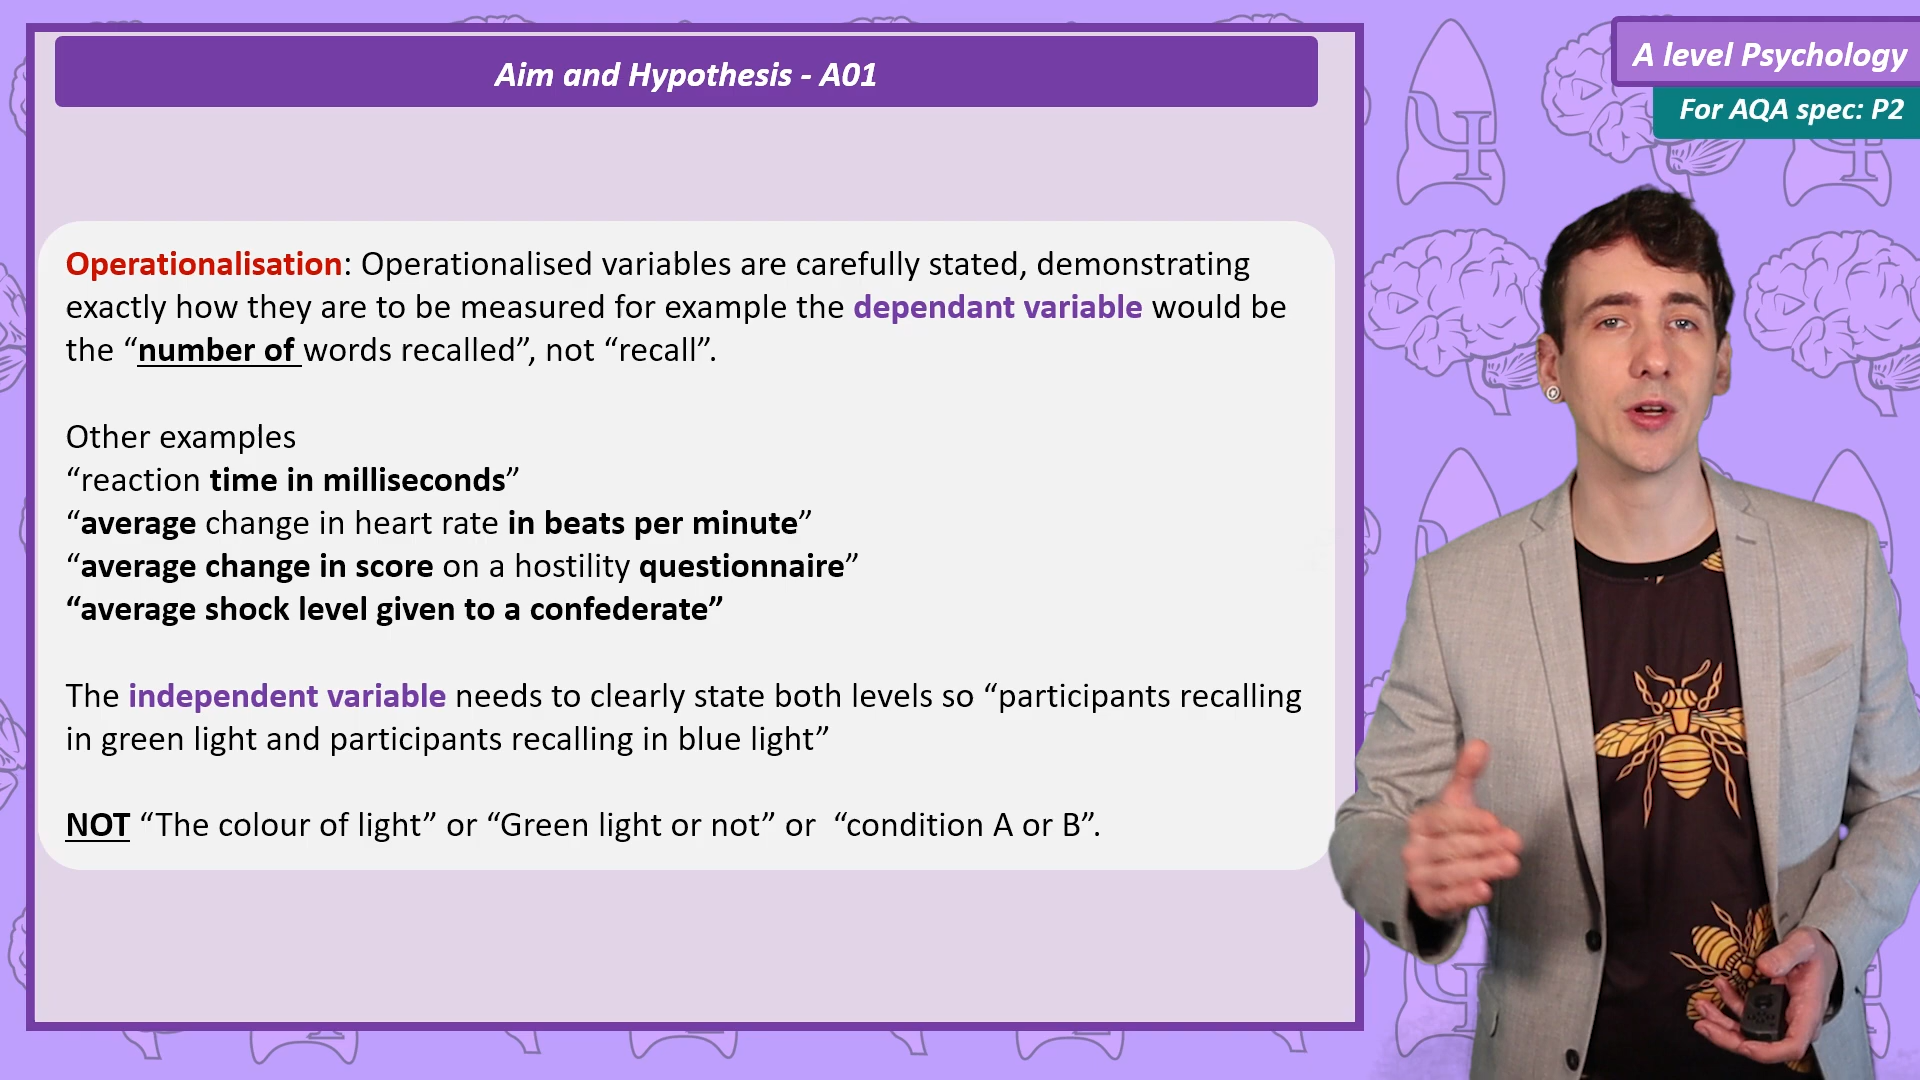 Aim and Hypothesis - A01
A level Psychology
For AQA spec: P2
Operationalisation: Operationalised variables are carefully stated, demonstrating
exactly how they are to be measured for example the dependant variable would be
the “number of words recalled”, not “recall”.
Other examples
“reaction time in milliseconds”
“average change in heart rate in beats per minute”
“average change in score on a hostility questionnaire”
“average shock level given to a confederate”
The independent variable needs to clearly state both levels so “participants recalling
in green light and participants recalling in blue light”
NOT “The colour of light” or “Green light or not” or “condition A or B”.